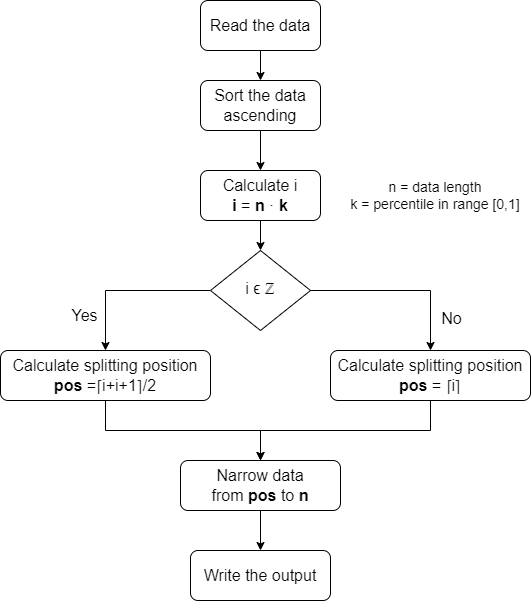 Read the data
Sort the data
ascending
Calculate i
i = n · k
n = data length
k = percentile in range [0,1]
i ϵ ℤ
Yes
No
Calculate splitting position
pos =⌈i+i+1⌉/2
Calculate splitting position
pos = ⌈i⌉
Narrow data
from pos to n
Write the output